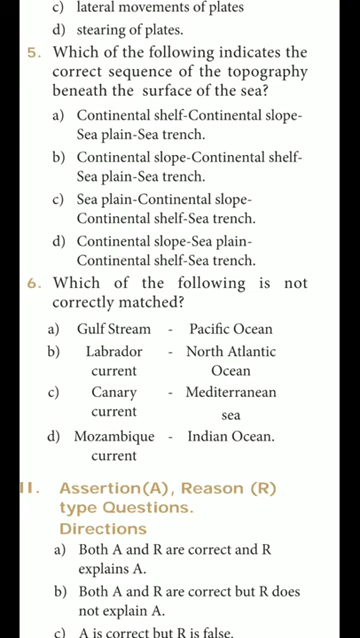 c) lateral movements of plates
d) stearing of plates.
5. Which of the following indicates the
correct sequence of the topography
beneath the surface of the sea?
a) Continental shelf-Continental slope-
Sea plain-Sea trench.
b) Continental slope-Continental shelf-
Sea plain-Sea trench.
c) Sea plain-Continental slope-
Continental shelf-Sea trench.
d) Continental slope-Sea plain-
Continental shelf-Sea trench.
6. Which of the following is not
correctly matched?
a) Gulf Stream - Pacific Ocean
b) Labrador - North Atlantic
current Ocean
c) Canary - Mediterranean
current sea
d) Mozambique - Indian Ocean.
current
II. Assertion(A), Reason (R)
type Questions.
Directions
a) Both A and R are correct and R
explains A.
b) Both A and R are correct but R does
not explain A.
c) A is correct but R is false.